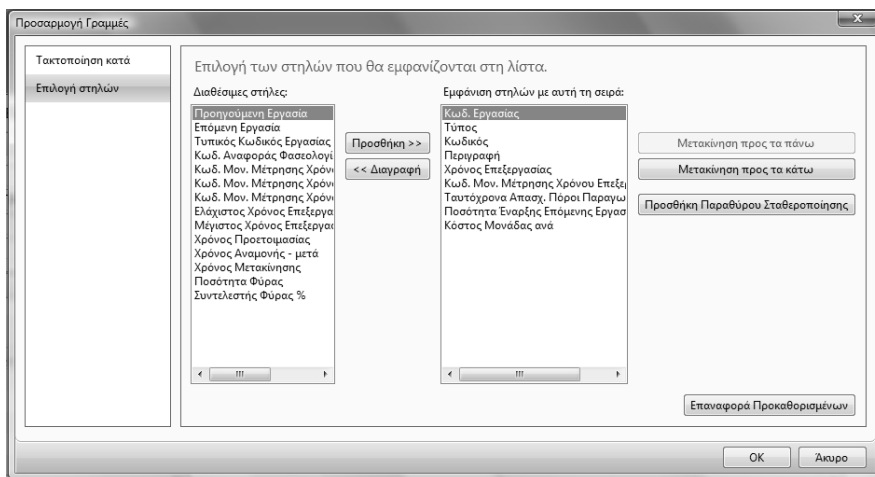 Προσαρμογή Γραμμές
Τακτοποίηση κατά
Επιλογή στηλών
Επιλογή των στηλών που θα εμφανίζονται στη λίστα.
Διαθέσιμες στήλες:
Προηγούμενη Εργασία
Επόμενη Εργασία
Τυπικός Κωδικός Εργασίας
Κωδ. Αναφοράς Φασεολογί
Κωδ. Μον. Μέτρησης Χρόν
Κωδ. Μον. Μέτρησης Χρόν
Κωδ. Μον. Μέτρησης Χρόν
Ελάχιστος Χρόνος Επεξεργα
Μέγιστος Χρόνος Επεξεργα
Χρόνος Προετοιμασίας
Χρόνος Αναμονής - μετά
Χρόνος Μετακίνησης
Ποσότητα Φύρας
Συντελεστής Φύρας %
Προσθήκη >>
<< Διαγραφή
Εμφάνιση στηλών με αυτή τη σειρά:
Κωδ. Εργασίας
Τύπος
Κωδικός
Περιγραφή
Χρόνος Επεξεργασίας
Κωδ. Μον. Μέτρησης Χρόνου Επεξε
Ταυτόχρονα Απασχ. Πόροι Παραγω
Ποσότητα Έναρξης Επόμενης Εργασ
Κόστος Μονάδας ανά
Μετακίνηση προς τα πάνω
Μετακίνηση προς τα κάτω
Προσθήκη Παραθύρου Σταθεροποίησης
Επαναφορά Προκαθορισμένων
OK
Άκυρο